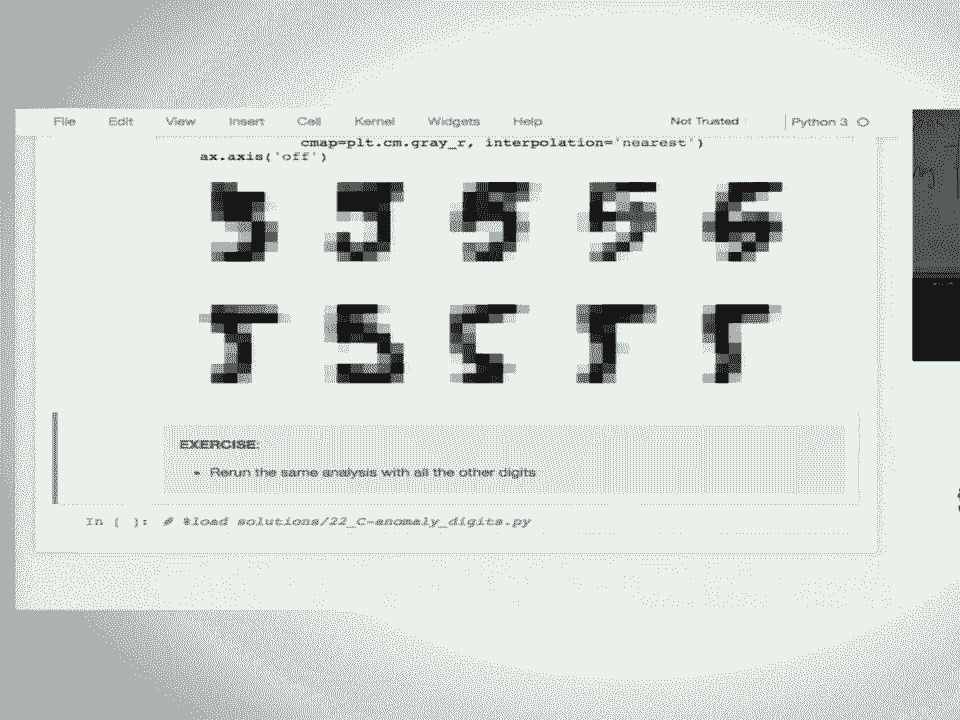 File Edit View Insert Cell Kernel Widgets Help Not Trusted Python 3
cmap=plt.cm.gray_r, interpolation='nearest')
ax.axis('off')
EXERCISE:
• Rerun the same analysis with all the other digits
In [ ]: # %load solutions/22_C-anomaly_digits.py